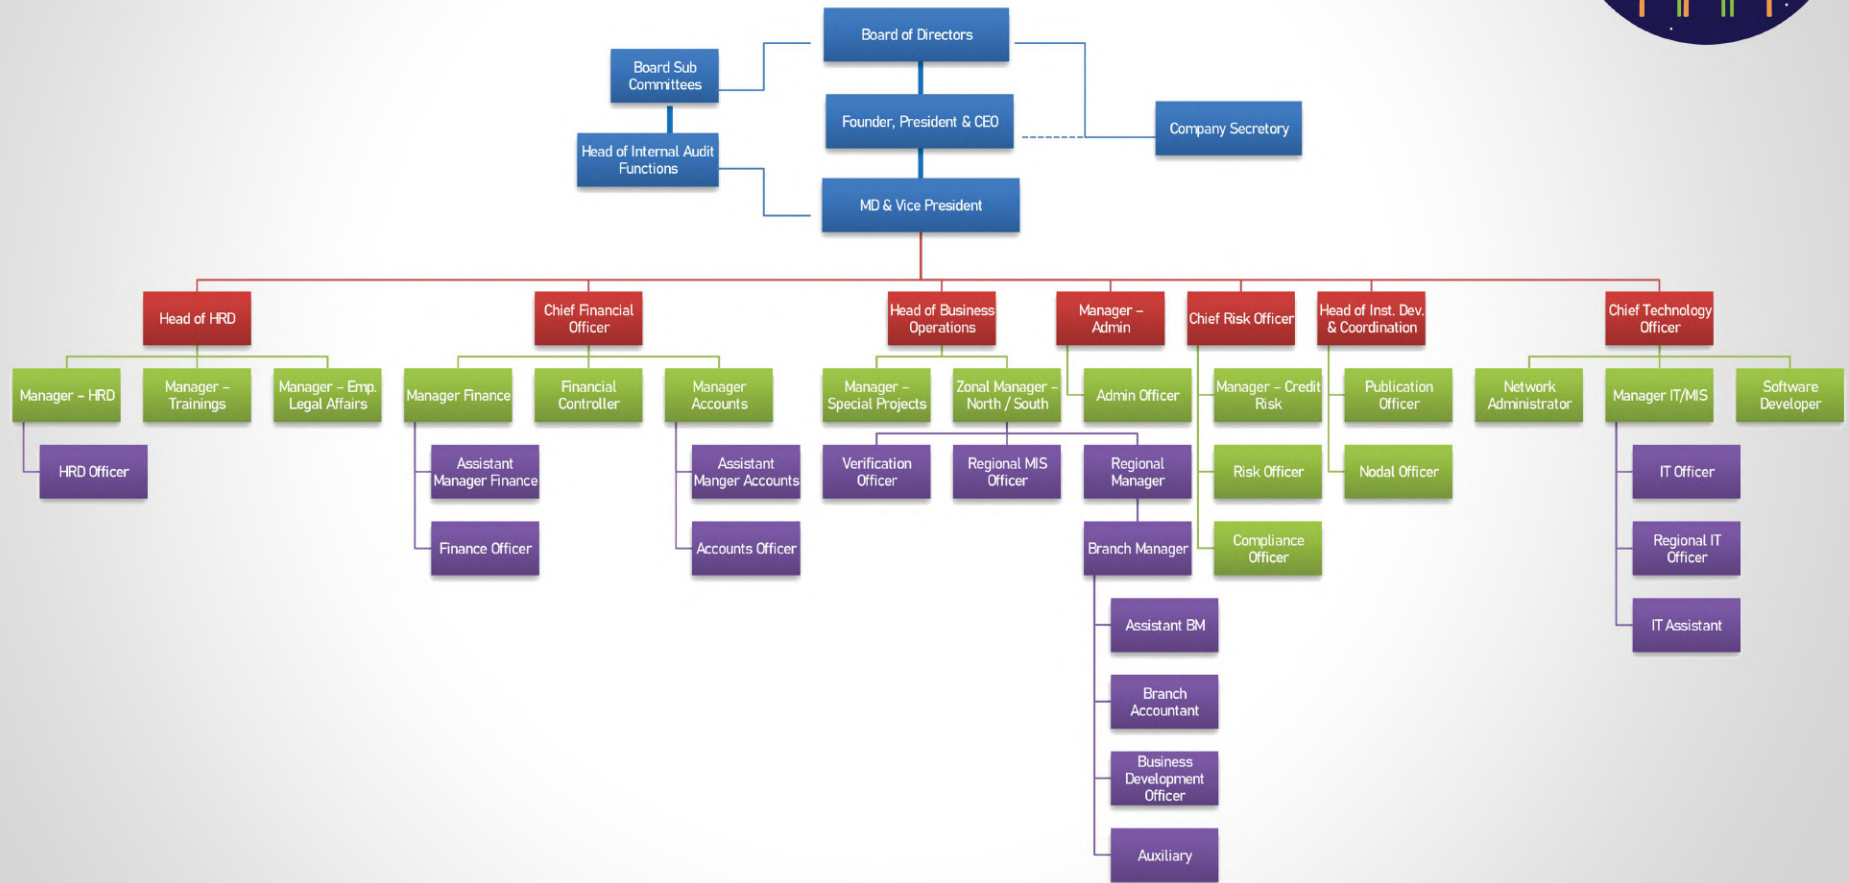 Board of Directors
Board Sub
Committees
Founder, President & CEO
Company Secretary
Head of Internal Audit
Functions
MD & Vice President
Head of HRD
Chief Financial
Officer
Head of Business
Operations
Manager –
Admin
Chief Risk Officer
Head of Inst. Dev.
& Coordination
Chief Technology
Officer
Manager – HRD
Manager –
Trainings
Manager – Emp.
Legal Affairs
Manager Finance
Financial
Controller
Manager
Accounts
Manager –
Special Projects
Zonal Manager –
North / South
Admin Officer
Manager – Credit
Risk
Publication
Officer
Network
Administrator
Manager IT/MIS
Software
Developer
HRD Officer
Assistant
Manager Finance
Assistant
Manger Accounts
Verification
Officer
Regional MIS
Officer
Regional
Manager
Risk Officer
Nodal Officer
IT Officer
Finance Officer
Accounts Officer
Branch Manager
Compliance
Officer
Regional IT
Officer
Assistant BM
IT Assistant
Branch
Accountant
Business
Development
Officer
Auxiliary